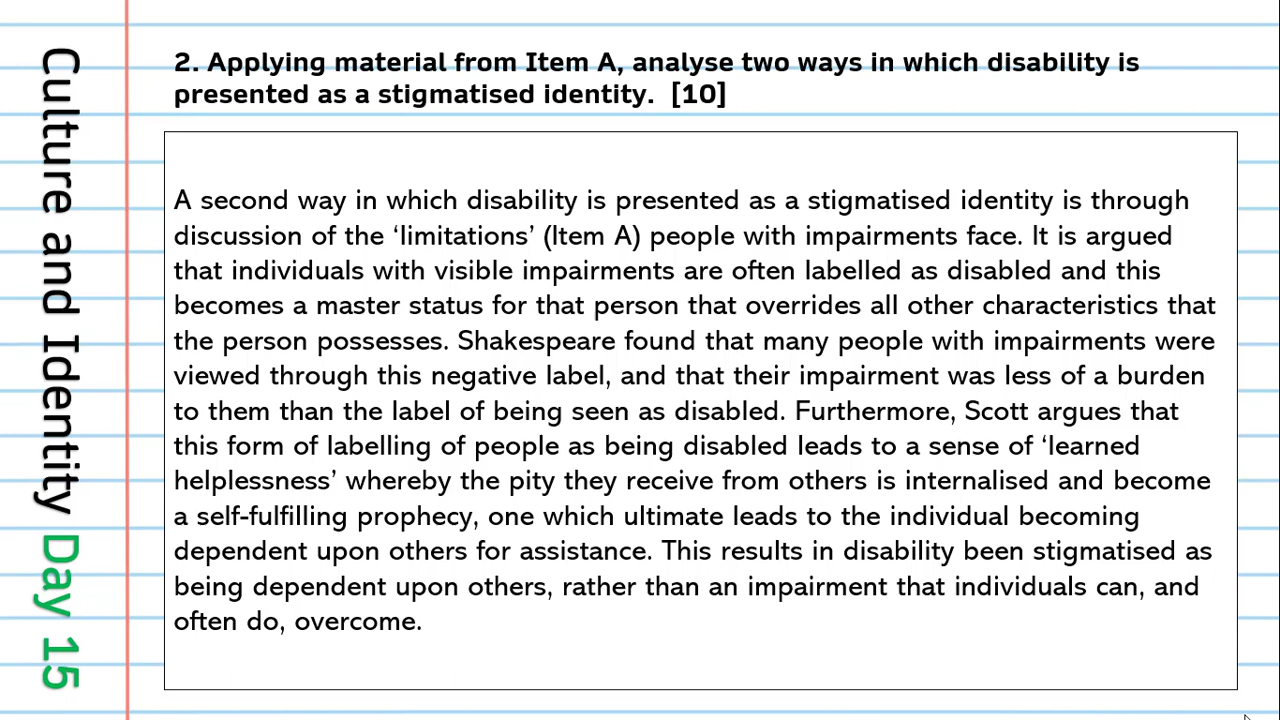 Culture and Identity Day 15
2. Applying material from Item A, analyse two ways in which disability is
presented as a stigmatised identity. [10]
A second way in which disability is presented as a stigmatised identity is through
discussion of the ‘limitations’ (Item A) people with impairments face. It is argued
that individuals with visible impairments are often labelled as disabled and this
becomes a master status for that person that overrides all other characteristics that
the person possesses. Shakespeare found that many people with impairments were
viewed through this negative label, and that their impairment was less of a burden
to them than the label of being seen as disabled. Furthermore, Scott argues that
this form of labelling of people as being disabled leads to a sense of ‘learned
helplessness’ whereby the pity they receive from others is internalised and become
a self-fulfilling prophecy, one which ultimate leads to the individual becoming
dependent upon others for assistance. This results in disability been stigmatised as
being dependent upon others, rather than an impairment that individuals can, and
often do, overcome.